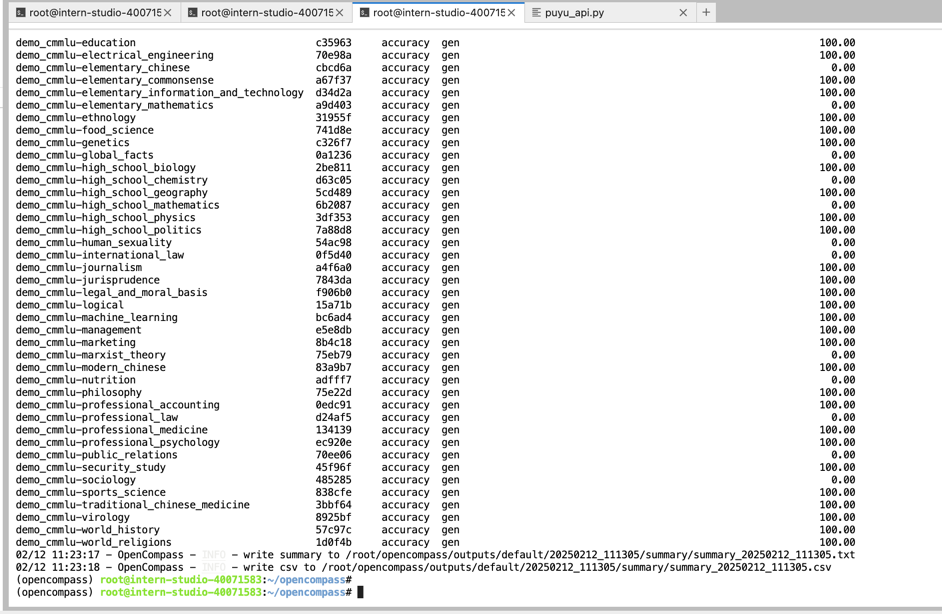 root@intern-studio-400715 root@intern-studio-400715 root@intern-studio-400715 puyu_api.py
demo_cmmlu-education c35963 accuracy gen 100.00
demo_cmmlu-electrical_engineering 70e98a accuracy gen 100.00
demo_cmmlu-elementary_chinese cbcd6a accuracy gen 0.00
demo_cmmlu-elementary_commonsense a67f37 accuracy gen 100.00
demo_cmmlu-elementary_information_and_technology d34d2a accuracy gen 100.00
demo_cmmlu-elementary_mathematics a9d403 accuracy gen 0.00
demo_cmmlu-ethnology 31955f accuracy gen 100.00
demo_cmmlu-food_science 741d8e accuracy gen 100.00
demo_cmmlu-genetics c326f7 accuracy gen 100.00
demo_cmmlu-global_facts 0a1236 accuracy gen 0.00
demo_cmmlu-high_school_biology 2be811 accuracy gen 100.00
demo_cmmlu-high_school_chemistry d63c05 accuracy gen 0.00
demo_cmmlu-high_school_geography 5cd489 accuracy gen 100.00
demo_cmmlu-high_school_mathematics 6b2087 accuracy gen 0.00
demo_cmmlu-high_school_physics 3df353 accuracy gen 100.00
demo_cmmlu-high_school_politics 7a88d8 accuracy gen 100.00
demo_cmmlu-human_sexuality 54ac98 accuracy gen 0.00
demo_cmmlu-international_law 0f5d40 accuracy gen 0.00
demo_cmmlu-journalism a4f6a0 accuracy gen 100.00
demo_cmmlu-jurisprudence 7843da accuracy gen 100.00
demo_cmmlu-legal_and_moral_basis f906b0 accuracy gen 100.00
demo_cmmlu-logical 15a71b accuracy gen 100.00
demo_cmmlu-machine_learning bc6ad4 accuracy gen 100.00
demo_cmmlu-management e5e8db accuracy gen 100.00
demo_cmmlu-marketing 8b4c18 accuracy gen 100.00
demo_cmmlu-marxist_theory 75eb79 accuracy gen 0.00
demo_cmmlu-modern_chinese 83a9b7 accuracy gen 100.00
demo_cmmlu-nutrition adfff7 accuracy gen 0.00
demo_cmmlu-philosophy 75e22d accuracy gen 100.00
demo_cmmlu-professional_accounting 0edc91 accuracy gen 100.00
demo_cmmlu-professional_law d24af5 accuracy gen 0.00
demo_cmmlu-professional_medicine 134139 accuracy gen 100.00
demo_cmmlu-professional_psychology ec920e accuracy gen 100.00
demo_cmmlu-public_relations 70ee06 accuracy gen 0.00
demo_cmmlu-security_study 45f96f accuracy gen 100.00
demo_cmmlu-sociology 485285 accuracy gen 0.00
demo_cmmlu-sports_science 838cfe accuracy gen 100.00
demo_cmmlu-traditional_chinese_medicine 3bbf64 accuracy gen 100.00
demo_cmmlu-virology 8925bf accuracy gen 100.00
demo_cmmlu-world_history 57c97c accuracy gen 100.00
demo_cmmlu-world_religions 1d0f4b accuracy gen 100.00
02/12 11:23:17 - OpenCompass - INFO - write summary to /root/opencompass/outputs/default/20250212_111305/summary/summary_20250212_111305.txt
02/12 11:23:18 - OpenCompass - INFO - write csv to /root/opencompass/outputs/default/20250212_111305/summary/summary_20250212_111305.csv
(opencompass) root@intern-studio-40071583:~/opencompass#
(opencompass) root@intern-studio-40071583:~/opencompass#